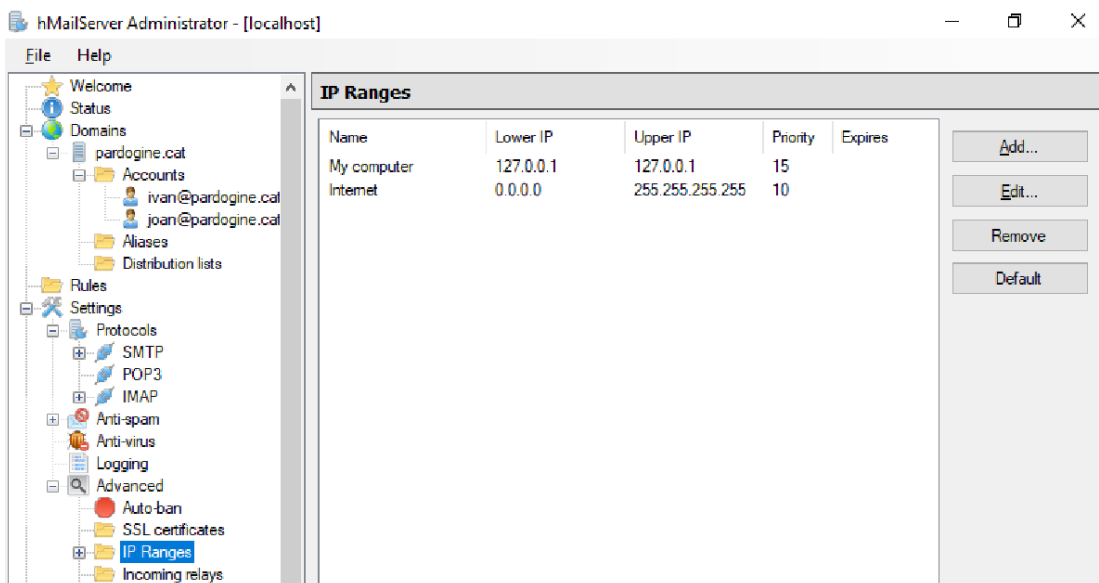 hMailServer Administrator - [localhost]
File Help
Welcome
Status
Domains
pardogine.cat
Accounts
ivan@pardogine.cat
joan@pardogine.cat
Aliases
Distribution lists
Rules
Settings
Protocols
SMTP
POP3
IMAP
Anti-spam
Anti-virus
Logging
Advanced
Auto-ban
SSL certificates
IP Ranges
Incoming relays
IP Ranges
Name Lower IP Upper IP Priority Expires
My computer 127.0.0.1 127.0.0.1 15
Internet 0.0.0.0 255.255.255.255 10
Add...
Edit...
Remove
Default